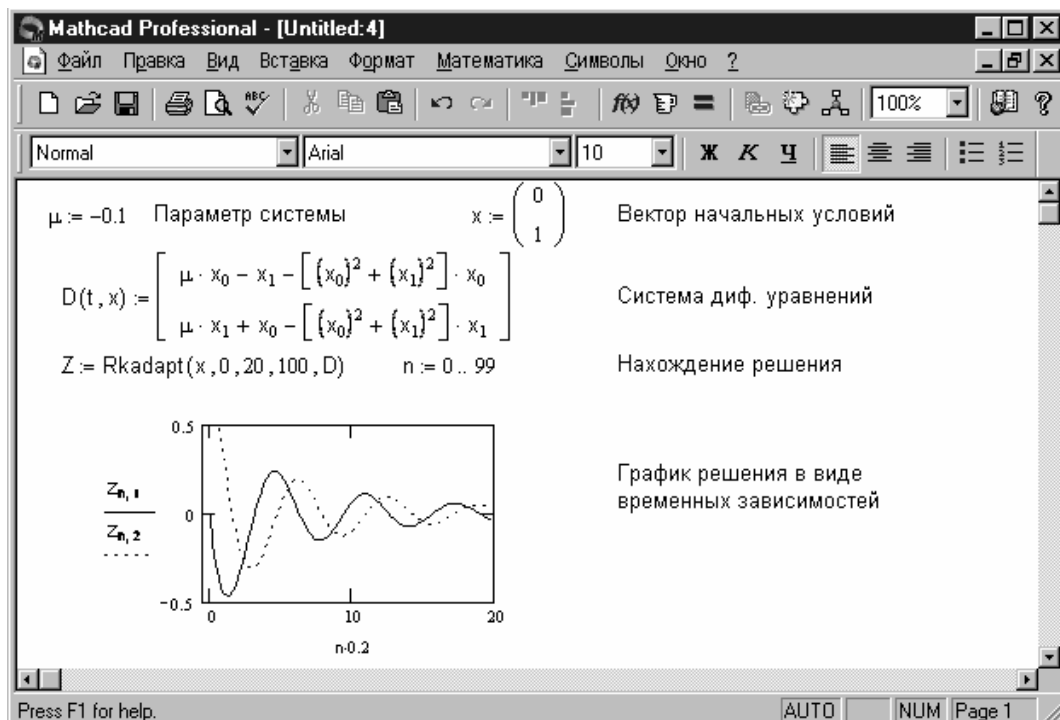 Mathcad Professional - [Untitled:4]
Файл Правка Вид Вставка Формат Математика Символы Окно ?
ABC f(x) 100% ?
Normal Arial 10 Ж К Ч
μ := −0.1 Параметр системы x := ( 0 1 ) Вектор начальных условий
D(t, x) := [ μ · x₀ − x₁ − [(x₀)² + (x₁)²] · x₀
μ · x₁ + x₀ − [(x₀)² + (x₁)²] · x₁ ] Система диф. уравнений
Z := Rkadapt(x, 0, 20, 100, D) n := 0 .. 99 Нахождение решения
0.5
Zn, 1
0
Zn, 2
−0.5
0 10 20
n·0.2
График решения в виде
временных зависимостей
Press F1 for help. AUTO NUM Page 1